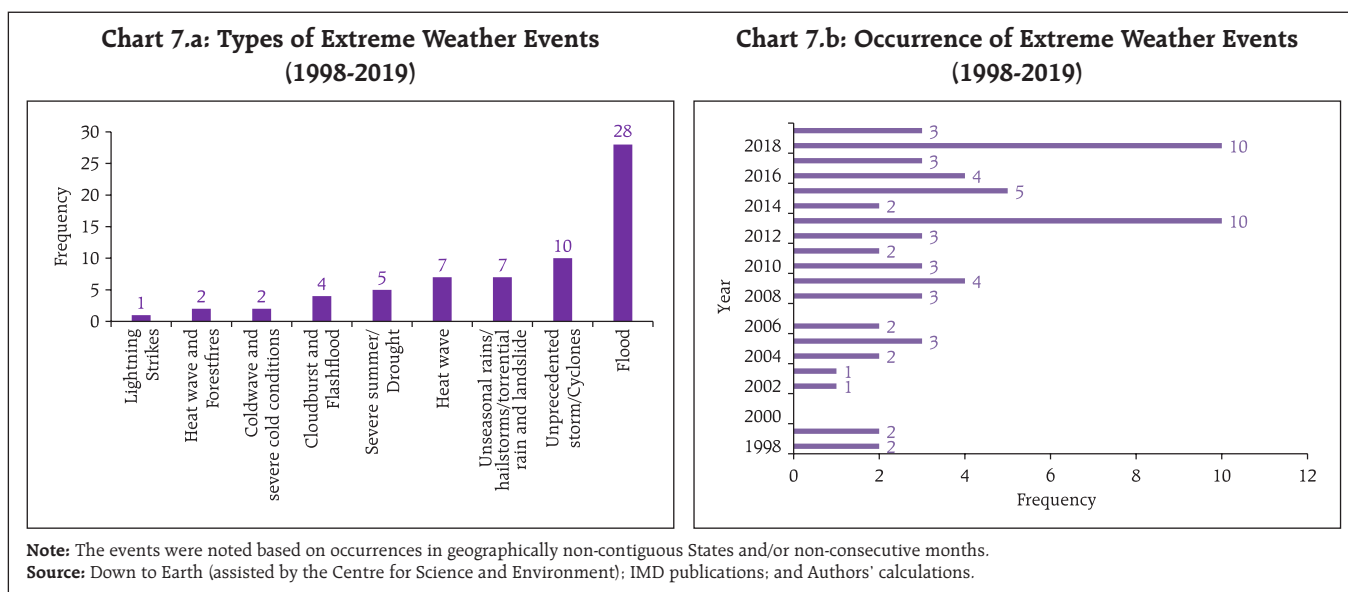 Chart 7.a: Types of Extreme Weather Events
(1998-2019)
Frequency
30
25
20
15
10
5
0
1
2
2
4
5
7
7
10
28
Lightning
Strikes
Heat wave and
Forestfires
Coldwave and
severe cold conditions
Cloudburst and
Flashflood
Severe summer/
Drought
Heat wave
Unseasonal rains/
hailstorms/torrential
rain and landslide
Unprecedented
storm/Cyclones
Flood
Chart 7.b: Occurrence of Extreme Weather Events
(1998-2019)
Year
3
2018
10
3
2016
4
5
2014
2
10
2012
3
2
2010
3
4
2008
3
2006
2
3
2004
2
1
2002
1
2000
2
1998
2
0 2 4 6 8 10 12
Frequency
Note: The events were noted based on occurrences in geographically non-contiguous States and/or non-consecutive months.
Source: Down to Earth (assisted by the Centre for Science and Environment); IMD publications; and Authors' calculations.